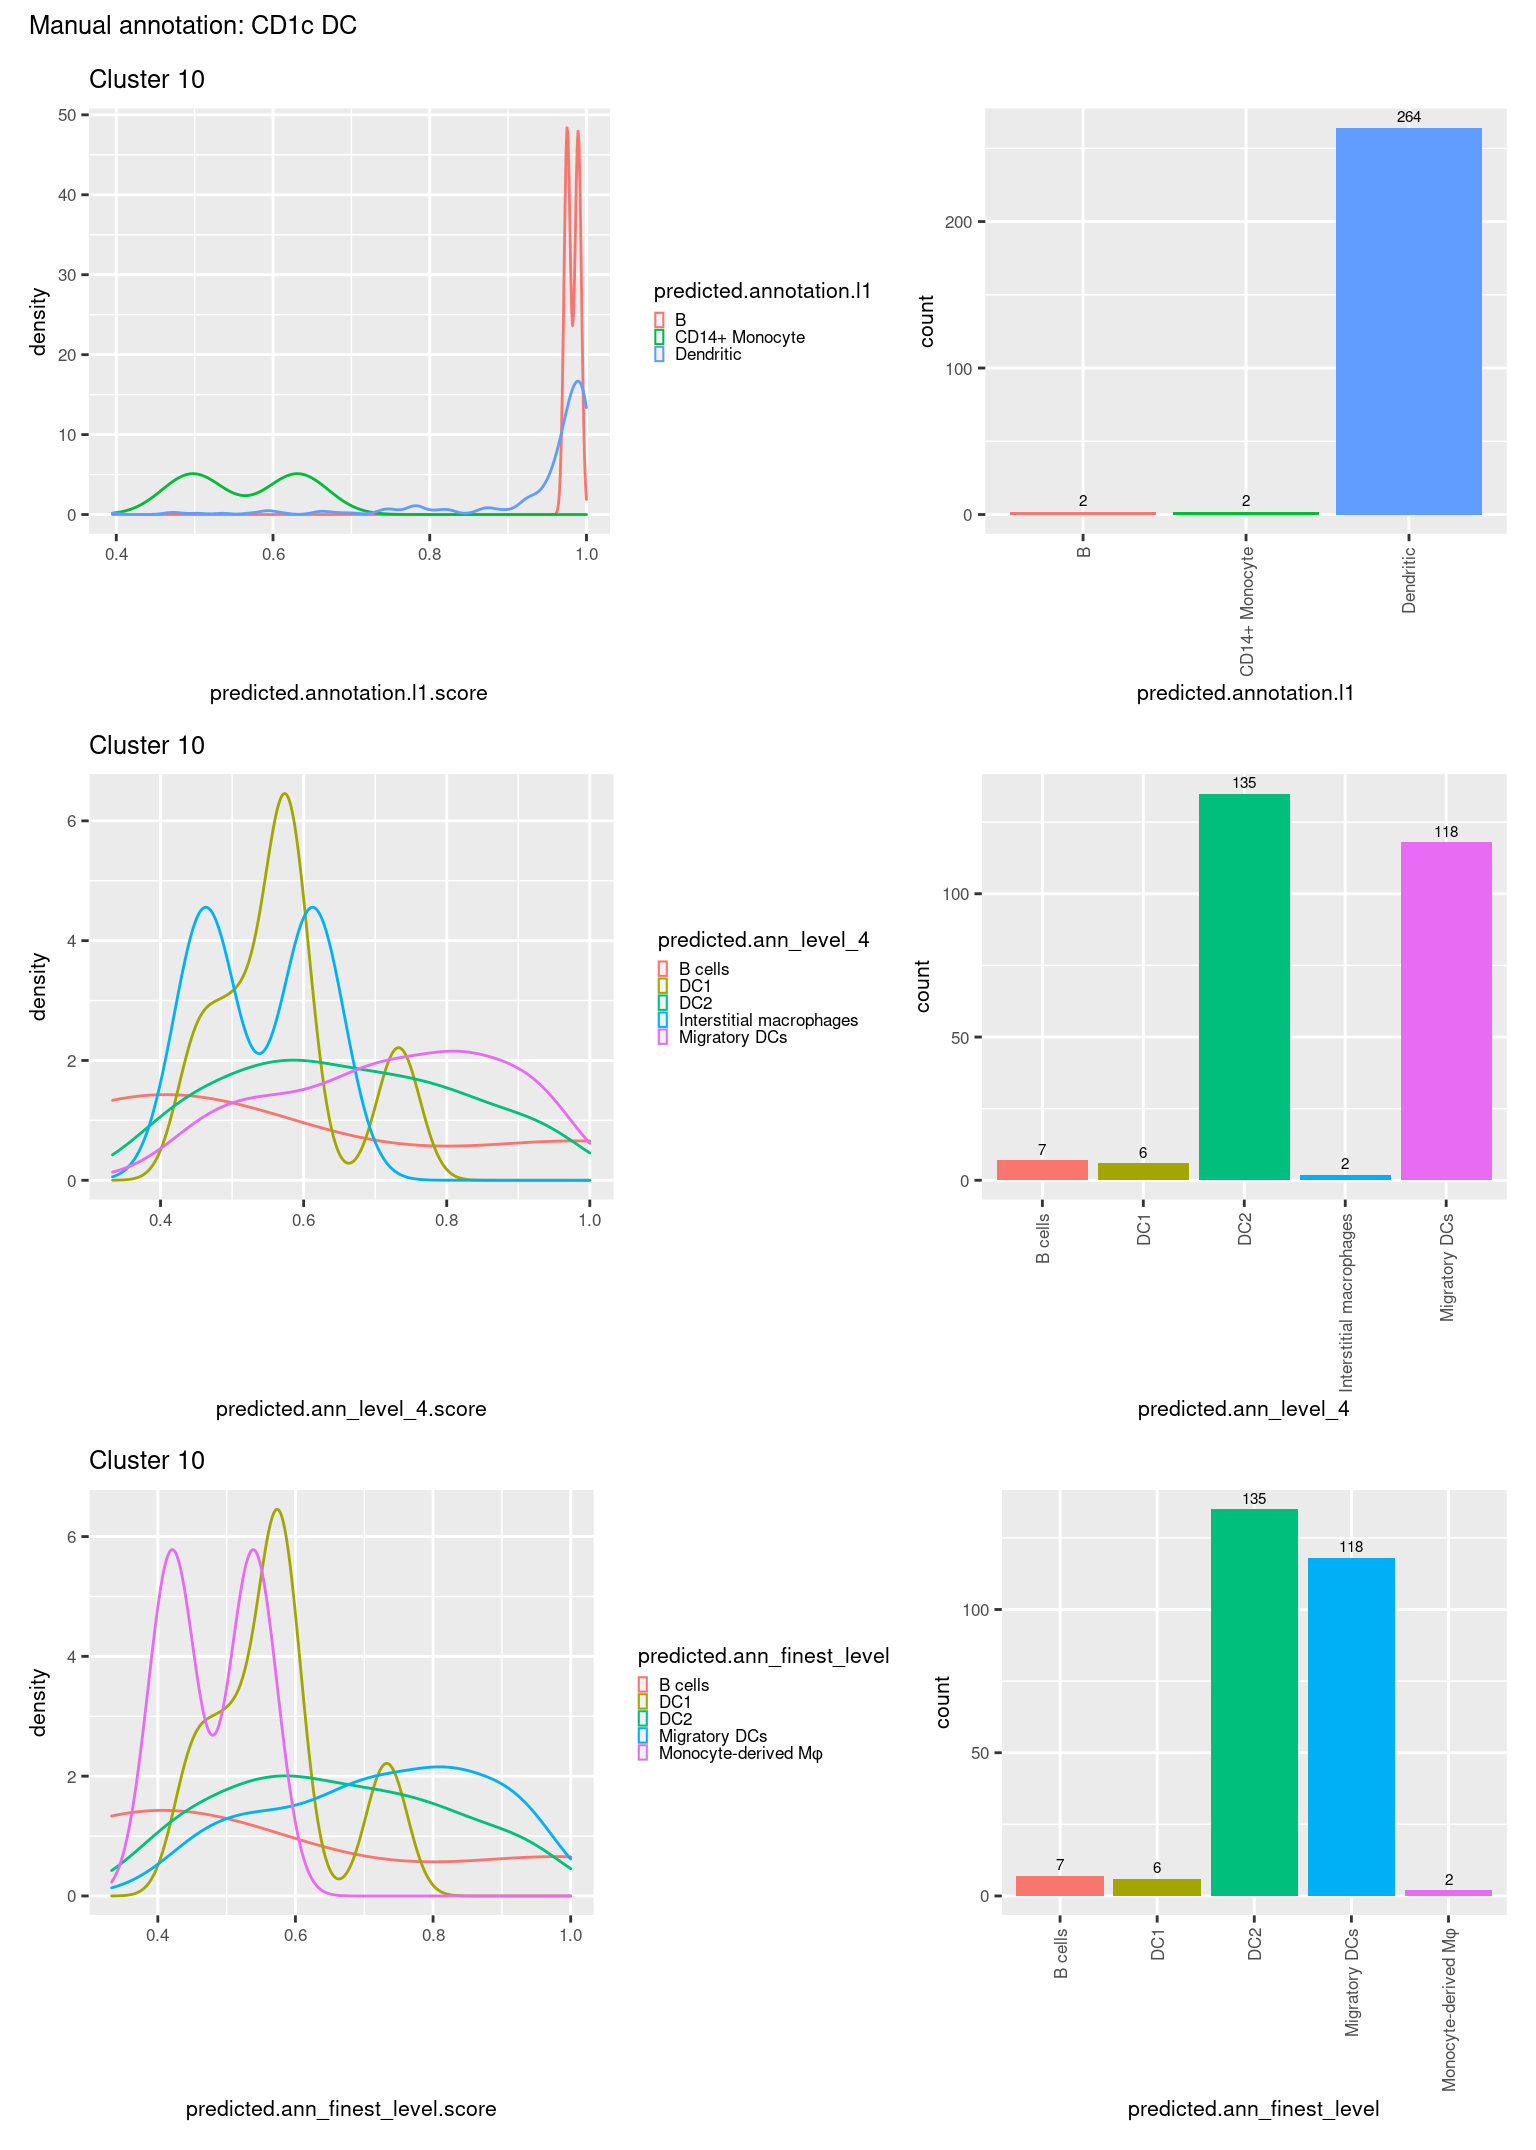 Manual annotation: CD1c DC
Cluster 10
density
50
40
30
20
10
0
0.4
0.6
0.8
1.0
predicted.annotation.l1.score
predicted.annotation.l1
B
CD14+ Monocyte
Dendritic
count
200
100
0
2
2
264
B
CD14+ Monocyte
Dendritic
predicted.annotation.l1
Cluster 10
density
6
4
2
0
0.4
0.6
0.8
1.0
predicted.ann_level_4.score
predicted.ann_level_4
B cells
DC1
DC2
Interstitial macrophages
Migratory DCs
count
100
50
0
7
6
135
2
118
B cells
DC1
DC2
Interstitial macrophages
Migratory DCs
predicted.ann_level_4
Cluster 10
density
6
4
2
0
0.4
0.6
0.8
1.0
predicted.ann_finest_level.score
predicted.ann_finest_level
B cells
DC1
DC2
Migratory DCs
Monocyte-derived Mφ
count
100
50
0
7
6
135
118
2
B cells
DC1
DC2
Migratory DCs
Monocyte-derived Mφ
predicted.ann_finest_level